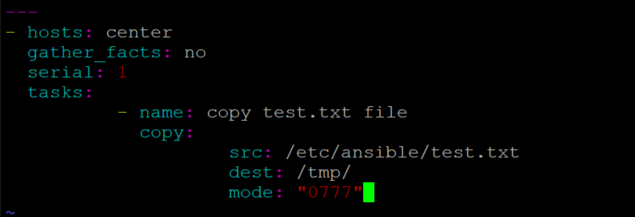 ---
- hosts: center
  gather_facts: no
  serial: 1
  tasks:
          - name: copy test.txt file
            copy:
                    src: /etc/ansible/test.txt
                    dest: /tmp/
                    mode: "0777"
~